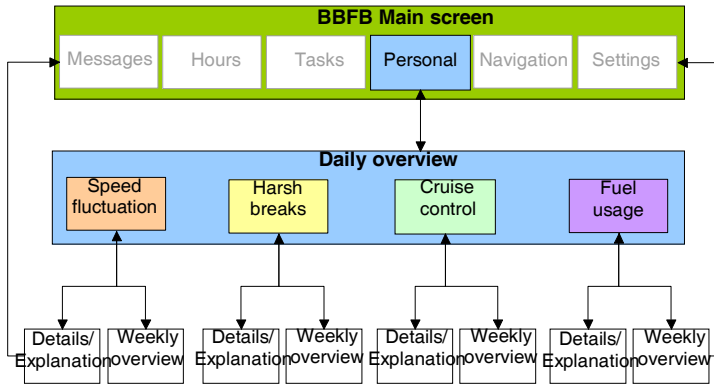 BBFB Main screen
Messages Hours Tasks Personal Navigation Settings
Daily overview
Speed
fluctuation
Harsh
breaks
Cruise
control
Fuel
usage
Details/
Explanation
Weekly
overview
Details/
Explanation
Weekly
overview
Details/
Explanation
Weekly
overview
Details/
Explanation
Weekly
overview